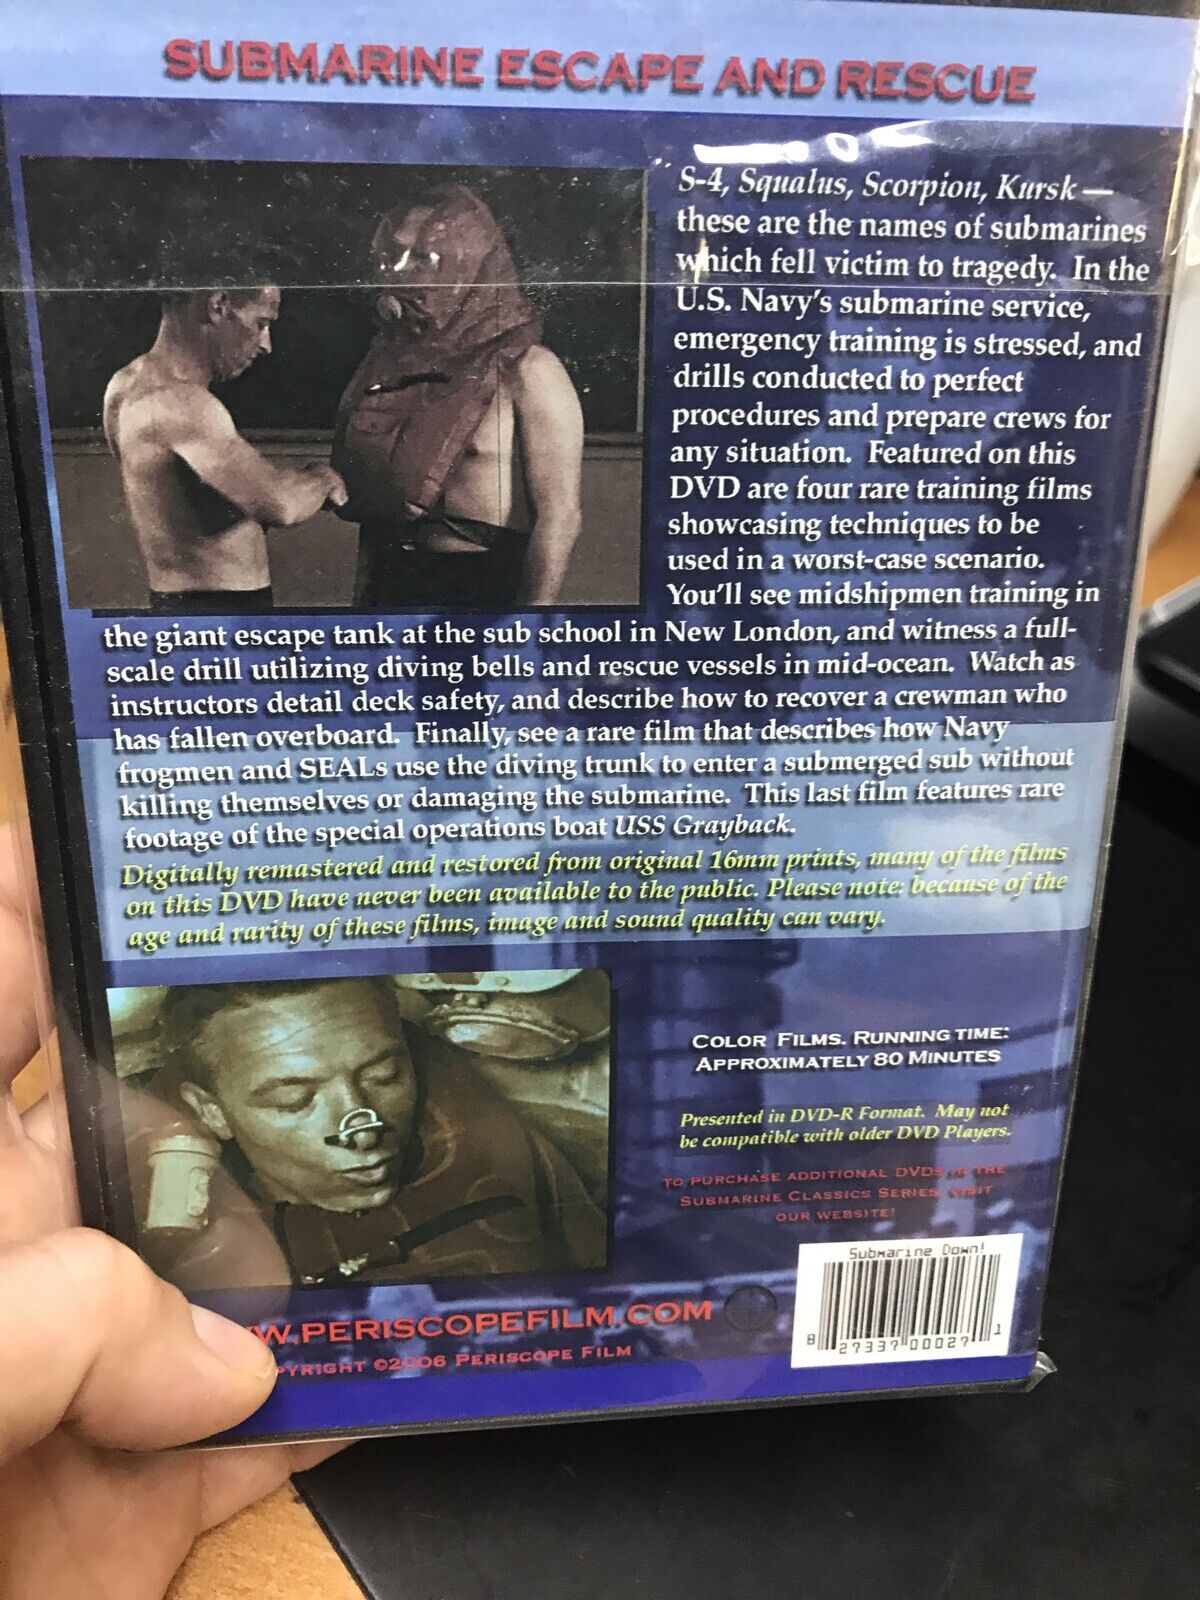 SUBMARINE ESCAPE AND RESCUE
S-4, Squalus, Scorpion, Kursk —
these are the names of submarines
which fell victim to tragedy. In the
U.S. Navy's submarine service,
emergency training is stressed, and
drills conducted to perfect
procedures and prepare crews for
any situation. Featured on this
DVD are four rare training films
showcasing techniques to be
used in a worst-case scenario.
You'll see midshipmen training in
the giant escape tank at the sub school in New London, and witness a full-
scale drill utilizing diving bells and rescue vessels in mid-ocean. Watch as
instructors detail deck safety, and describe how to recover a crewman who
has fallen overboard. Finally, see a rare film that describes how Navy
frogmen and SEALs use the diving trunk to enter a submerged sub without
killing themselves or damaging the submarine. This last film features rare
footage of the special operations boat USS Grayback.
Digitally remastered and restored from original 16mm prints, many of the films
on this DVD have never been available to the public. Please note: because of the
age and rarity of these films, image and sound quality can vary.
COLOR FILMS. RUNNING TIME:
APPROXIMATELY 80 MINUTES
Presented in DVD-R Format. May not
be compatible with older DVD Players.
TO PURCHASE ADDITIONAL DVDS IN THE
SUBMARINE CLASSICS SERIES, VISIT
OUR WEBSITE!
Submarine Down!
8 27337 00027 1
W.PERISCOPEFILM.COM
PYRIGHT ©2006 PERISCOPE FILM